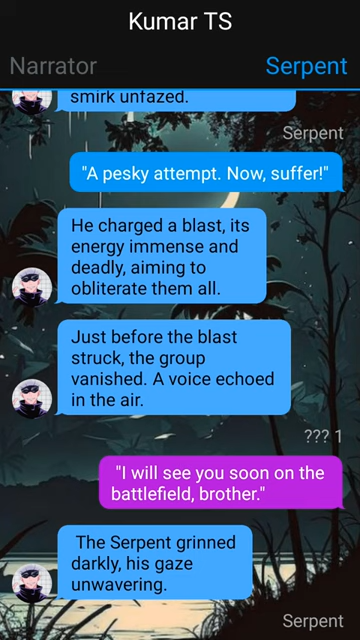 Kumar TS
Narrator
Serpent
smirk unfazed.
Serpent
"A pesky attempt. Now, suffer!"
He charged a blast, its
energy immense and
deadly, aiming to
obliterate them all.
Just before the blast
struck, the group
vanished. A voice echoed
in the air.
??? 1
"I will see you soon on the
battlefield, brother."
The Serpent grinned
darkly, his gaze
unwavering.
Serpent